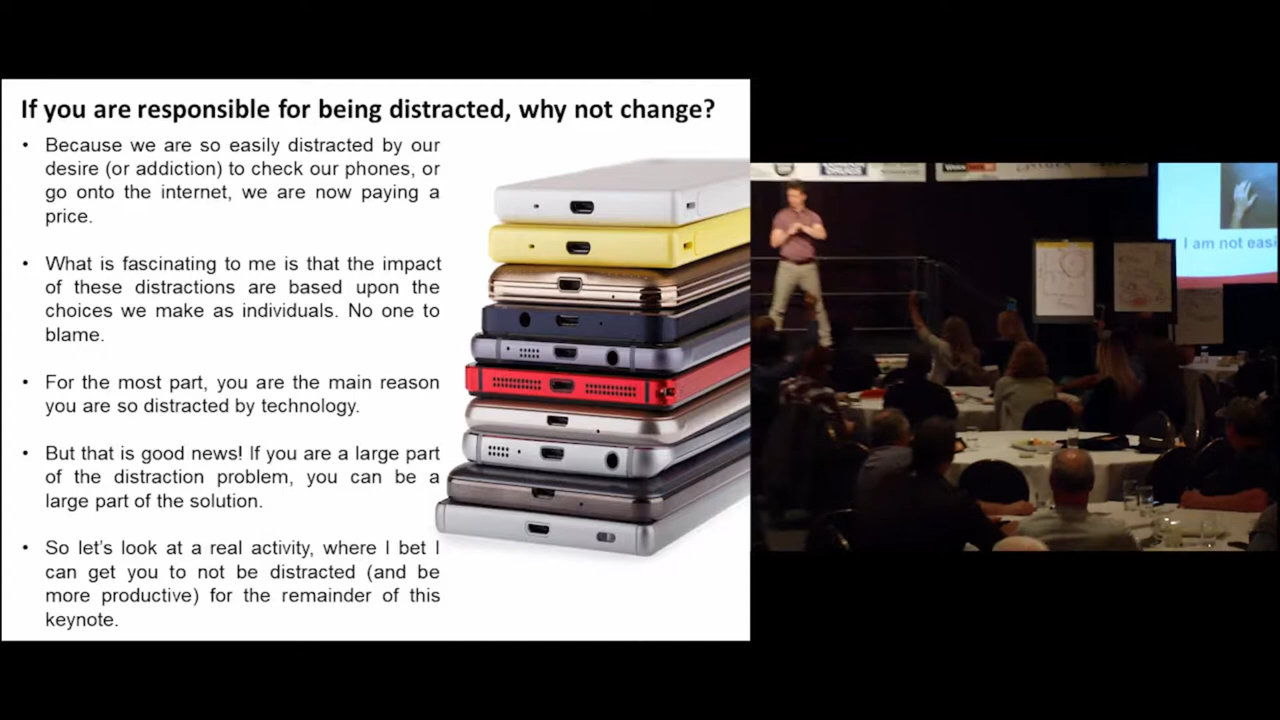 If you are responsible for being distracted, why not change?
• Because we are so easily distracted by our
desire (or addiction) to check our phones, or
go onto the internet, we are now paying a
price.
• What is fascinating to me is that the impact
of these distractions are based upon the
choices we make as individuals. No one to
blame.
• For the most part, you are the main reason
you are so distracted by technology.
• But that is good news! If you are a large part
of the distraction problem, you can be a
large part of the solution.
• So let’s look at a real activity, where I bet I
can get you to not be distracted (and be
more productive) for the remainder of this
keynote.
I am not easi